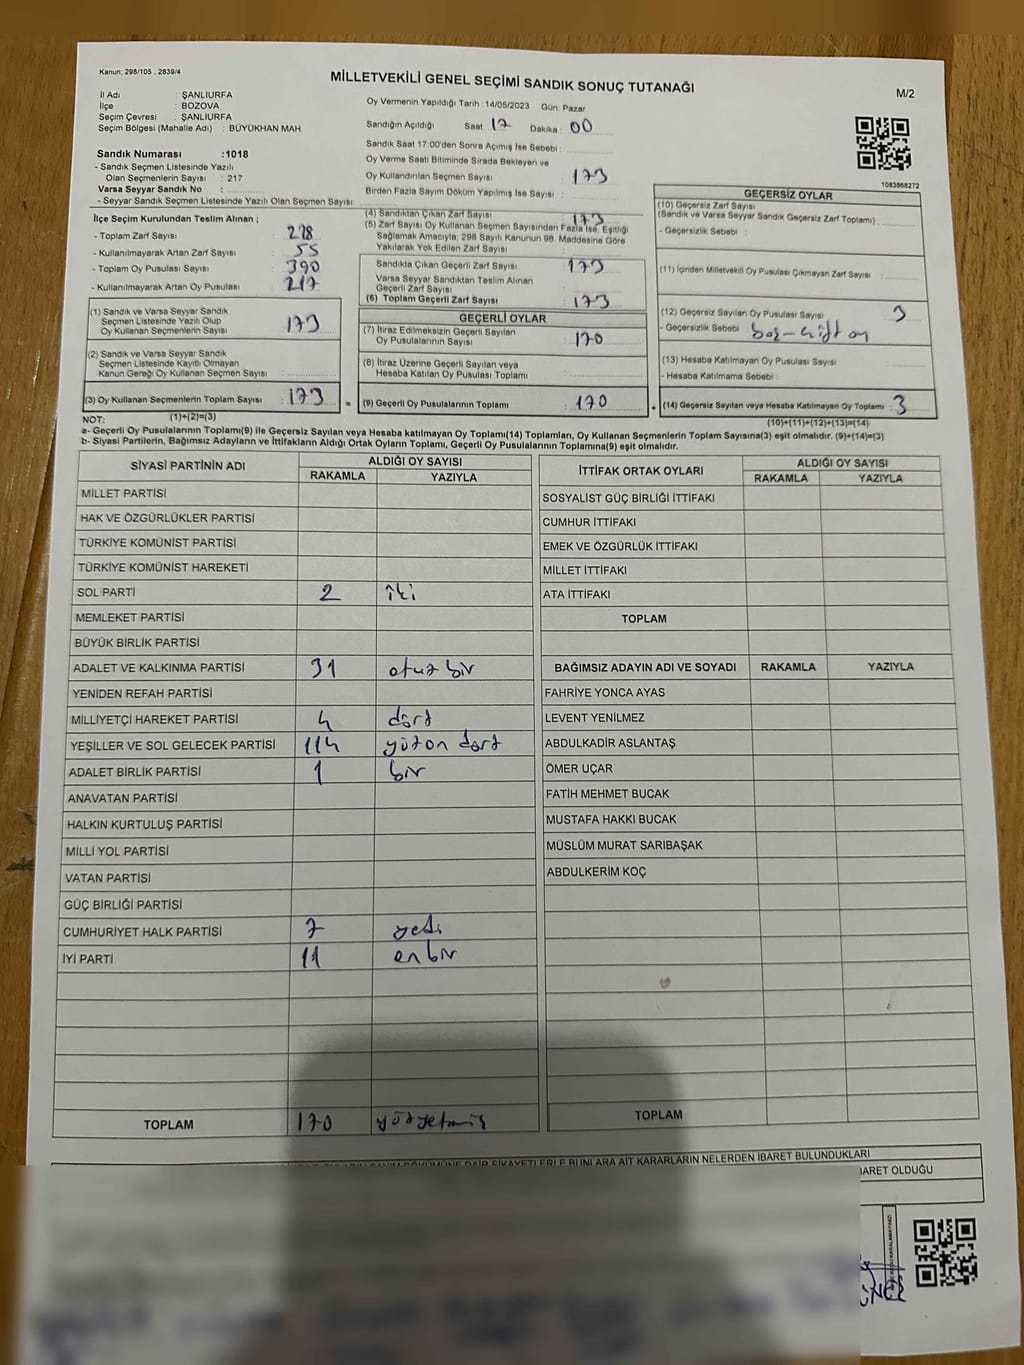 Kanun; 298/105 , 2839/4
MİLLETVEKİLİ GENEL SEÇİMİ SANDIK SONUÇ TUTANAĞI
M/2
İl Adı : ŞANLIURFA
İlçe : BOZOVA
Seçim Çevresi : ŞANLIURFA
Seçim Bölgesi (Mahalle Adı) : BÜYÜKHAN MAH.
Sandık Numarası :1018
- Sandık Seçmen Listesinde Yazılı
Olan Seçmenlerin Sayısı : 217
Varsa Seyyar Sandık No :
- Seyyar Sandık Seçmen Listesinde Yazılı Olan Seçmen Sayısı:
Oy Vermenin Yapıldığı Tarih :14/05/2023 Gün: Pazar
Sandığın Açıldığı Saat : 17 Dakika : 00
Sandık Saat 17:00'den Sonra Açılmış İse Sebebi :
Oy Verme Saati Bitiminde Sırada Bekleyen ve
Oy Kullandırılan Seçmen Sayısı : 173
Birden Fazla Sayım Döküm Yapılmış İse Sayısı :
1083868272
İlçe Seçim Kurulundan Teslim Alınan ;
- Toplam Zarf Sayısı : 228
- Kullanılmayarak Artan Zarf Sayısı : 55
- Toplam Oy Pusulası Sayısı : 390
- Kullanılmayarak Artan Oy Pusulası : 217
(1) Sandık ve Varsa Seyyar Sandık
Seçmen Listesinde Yazılı Olup
Oy Kullanan Seçmenlerin Sayısı : 173
(2) Sandık ve Varsa Seyyar Sandık
Seçmen Listesinde Kayıtlı Olmayan
Kanun Gereği Oy Kullanan Seçmen Sayısı :
(3) Oy Kullanan Seçmenlerin Toplam Sayısı : 173
(1)+(2)=(3)
(4) Sandıktan Çıkan Zarf Sayısı : 173
(5) Zarf Sayısı Oy Kullanan Seçmen Sayısından Fazla İse, Eşitliği
Sağlamak Amacıyla; 298 Sayılı Kanunun 98. Maddesine Göre
Yakılarak Yok Edilen Zarf Sayısı :
Sandıkta Çıkan Geçerli Zarf Sayısı : 173
Varsa Seyyar Sandıktan Teslim Alınan
Geçerli Zarf Sayısı :
(6) Toplam Geçerli Zarf Sayısı : 173
GEÇERLİ OYLAR
(7) İtiraz Edilmeksizin Geçerli Sayılan
Oy Pusulalarının Sayısı : 170
(8) İtiraz Üzerine Geçerli Sayılan veya
Hesaba Katılan Oy Pusulası Toplamı :
= (9) Geçerli Oy Pusulalarının Toplamı : 170
GEÇERSİZ OYLAR
(10) Geçersiz Zarf Sayısı
(Sandık ve Varsa Seyyar Sandık Geçersiz Zarf Toplamı) :
- Geçersizlik Sebebi :
(11) İçinden Milletvekili Oy Pusulası Çıkmayan Zarf Sayısı :
(12) Geçersiz Sayılan Oy Pusulası Sayısı : 3
- Geçersizlik Sebebi : boş-çift oy
(13) Hesaba Katılmayan Oy Pusulası Sayısı :
- Hesaba Katılmama Sebebi :
+ (14) Geçersiz Sayılan veya Hesaba Katılmayan Oy Toplamı : 3
(10)+(11)+(12)+(13)=(14)
NOT:
a- Geçerli Oy Pusulalarının Toplamı(9) ile Geçersiz Sayılan veya Hesaba katılmayan Oy Toplamı(14) Toplamları, Oy Kullanan Seçmenlerin Toplam Sayısına(3) eşit olmalıdır. (9)+(14)=(3)
b- Siyasi Partilerin, Bağımsız Adayların ve İttifakların Aldığı Ortak Oyların Toplamı, Geçerli Oy Pusulalarının Toplamına(9) eşit olmalıdır.
SİYASİ PARTİNİN ADI ALDIĞI OY SAYISI
RAKAMLA YAZIYLA
MİLLET PARTİSİ
HAK VE ÖZGÜRLÜKLER PARTİSİ
TÜRKİYE KOMÜNİST PARTİSİ
TÜRKİYE KOMÜNİST HAREKETİ
SOL PARTİ 2 iki
MEMLEKET PARTİSİ
BÜYÜK BİRLİK PARTİSİ
ADALET VE KALKINMA PARTİSİ 31 otuz bir
YENİDEN REFAH PARTİSİ
MİLLİYETÇİ HAREKET PARTİSİ 4 dört
YEŞİLLER VE SOL GELECEK PARTİSİ 114 yüzon dört
ADALET BİRLİK PARTİSİ 1 bir
ANAVATAN PARTİSİ
HALKIN KURTULUŞ PARTİSİ
MİLLİ YOL PARTİSİ
VATAN PARTİSİ
GÜÇ BİRLİĞİ PARTİSİ
CUMHURİYET HALK PARTİSİ 7 yedi
İYİ PARTİ 11 onbir
TOPLAM 170 yüzyetmiş
İTTİFAK ORTAK OYLARI ALDIĞI OY SAYISI
RAKAMLA YAZIYLA
SOSYALİST GÜÇ BİRLİĞİ İTTİFAKI
CUMHUR İTTİFAKI
EMEK VE ÖZGÜRLÜK İTTİFAKI
MİLLET İTTİFAKI
ATA İTTİFAKI
TOPLAM
BAĞIMSIZ ADAYIN ADI VE SOYADI RAKAMLA YAZIYLA
FAHRİYE YONCA AYAS
LEVENT YENİLMEZ
ABDULKADİR ASLANTAŞ
ÖMER UÇAR
FATİH MEHMET BUCAK
MUSTAFA HAKKI BUCAK
MÜSLÜM MURAT SARIBAŞAK
ABDULKERİM KOÇ
TOPLAM
DÖKÜMÜNE DAİR ŞİKAYETLERLE BUNLARA AİT KARARLARIN NELERDEN İBARET BULUNDUKLARI
İBARET OLDUĞU